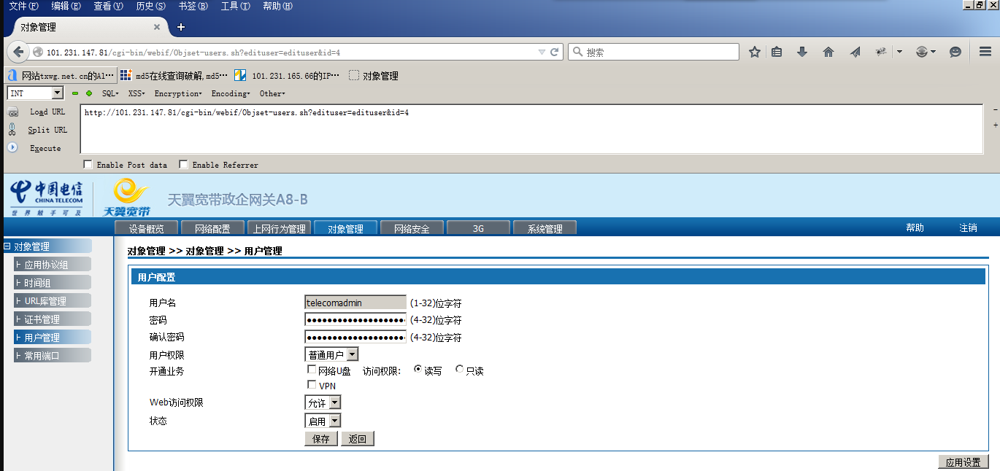 文件(F) 编辑(E) 查看(V) 历史(S) 书签(B) 工具(T) 帮助(H)
对象管理
101.231.147.81/cgi-bin/webif/Objset-users.sh?edituser=edituser&id=4
搜索
网站txwg.net.cn的Al··· md5在线查询破解,md5··· 101.231.165.66的IP··· 对象管理
INT SQL XSS Encryption Encoding Other
Load URL
http://101.231.147.81/cgi-bin/webif/Objset-users.sh?edituser=edituser&id=4
Split URL
Execute
Enable Post data Enable Referrer
中国电信
CHINA TELECOM
世界触手可及
天翼宽带
天翼宽带政企网关A8-B
设备概览 网络配置 上网行为管理 对象管理 网络安全 3G 系统管理 帮助 注销
对象管理
应用协议组
时间组
URL库管理
证书管理
用户管理
常用端口
对象管理 >> 对象管理 >> 用户管理
用户配置
用户名 telecomadmin (1-32)位字符
密码 (4-32)位字符
确认密码 (4-32)位字符
用户权限 普通用户
开通业务 网络U盘 访问权限: 读写 只读
VPN
Web访问权限 允许
状态 启用
保存 返回
应用设置